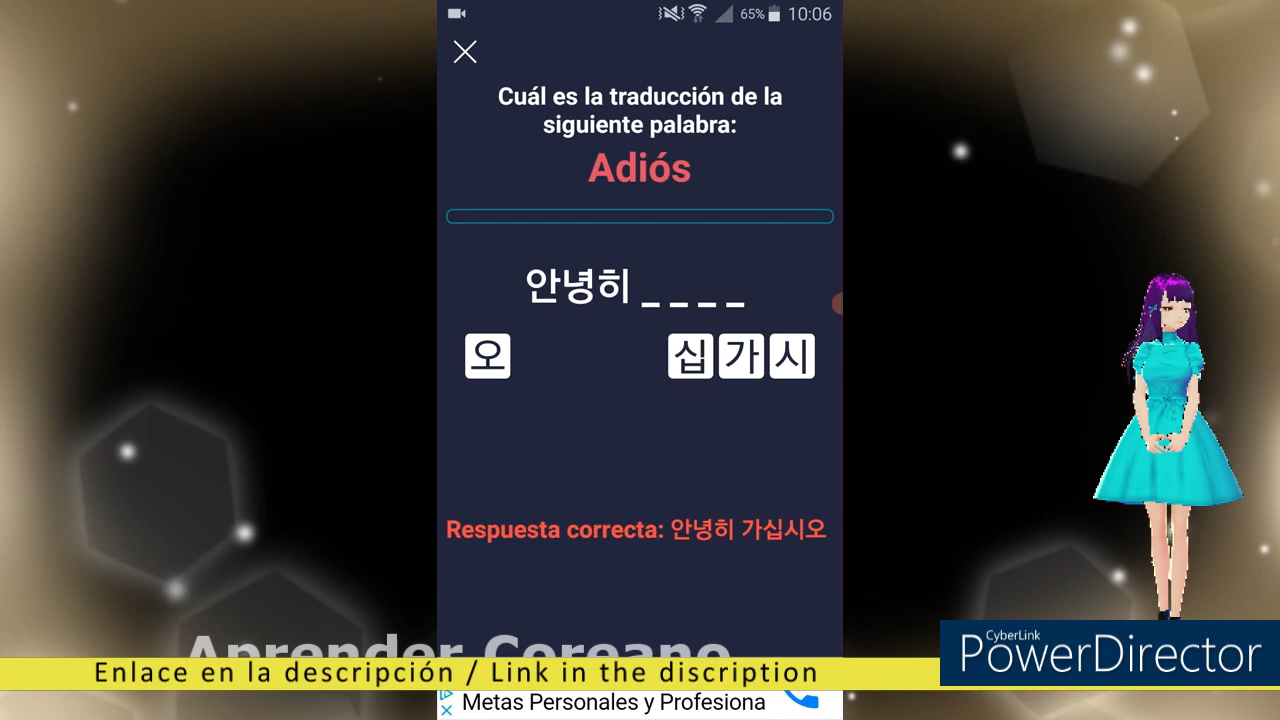 65% 10:06
Cuál es la traducción de la
siguiente palabra:
Adiós
안녕히 _ _ _ _
오 십 가 시
Respuesta correcta: 안녕히 가십시오
Aprender Coreano
Enlace en la descripción / Link in the discription
CyberLink
PowerDirector
Metas Personales y Profesiona